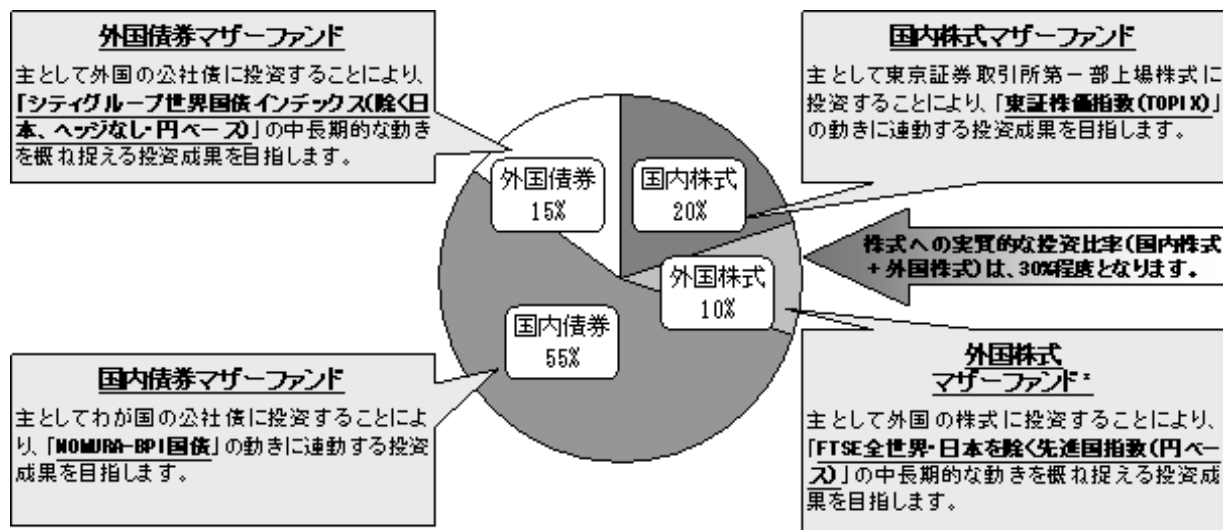 外国債券マザーファンド
主として外国の公社債に投資することにより、
「シティグループ世界国債インデックス(除く日
本、ヘッジなし・円ベース)」の中長期的な動き
を概ね捉える投資成果を目指します。
国内株式マザーファンド
主として東京証券取引所第一部上場株式に
投資することにより、「東証株価指数(TOPIX)」
の動きに連動する投資成果を目指します。
外国債券
15%
国内株式
20%
株式への実質的な投資比率(国内株式
+外国株式)は、30%程度となります。
外国株式
10%
国内債券
55%
国内債券マザーファンド
主としてわが国の公社債に投資することによ
り、「NOMURA-BPI国債」の動きに連動する投資
成果を目指します。
外国株式
マザーファンド
主として外国の株式に投資することにより、
「FTSE全世界・日本を除く先進国指数(円ベー
ス)」の中長期的な動きを概ね捉える投資成
果を目指します。